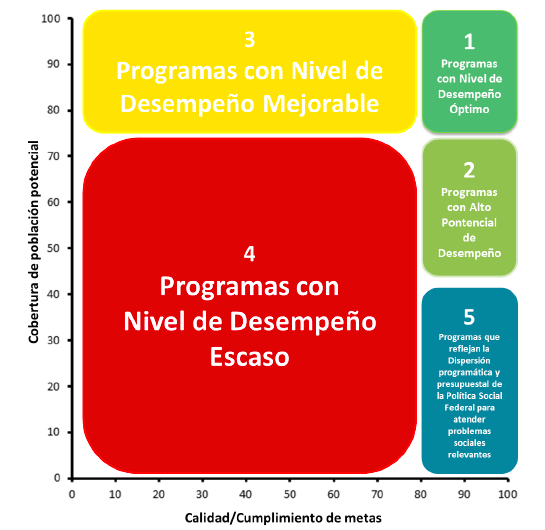 Cobertura de población potencial
100
90
80
70
60
50
40
30
20
10
0
3
Programas con Nivel de
Desempeño Mejorable
1
Programas
con Nivel de
Desempeño
Óptimo
2
Programas
con Alto
Pontencial
de
Desempeño
4
Programas con
Nivel de Desempeño
Escaso
5
Programas que
reflejan la
Dispersión
programática y
presupuestal de
la Política Social
Federal para
atender
problemas
sociales
relevantes
0 10 20 30 40 50 60 70 80 90 100
Calidad/Cumplimiento de metas